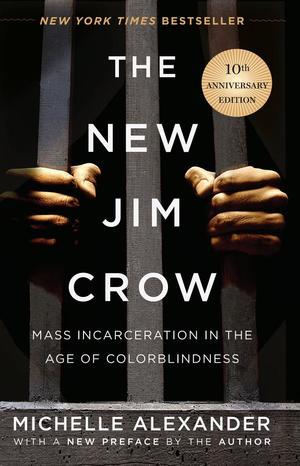 NEW YORK TIMES BESTSELLER
THE
NEW
JIM
CROW
10th
ANNIVERSARY
EDITION
MASS INCARCERATION IN THE
AGE OF COLORBLINDNESS
MICHELLE ALEXANDER
WITH A NEW PREFACE BY THE AUTHOR